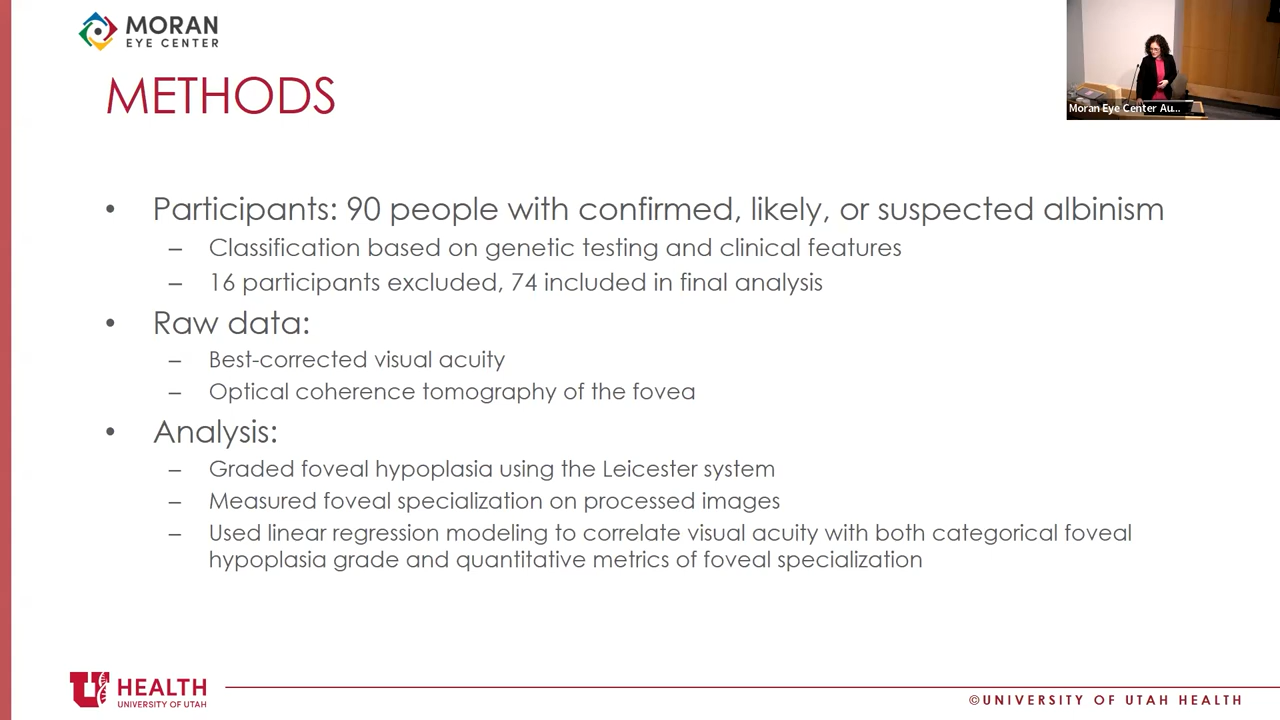 MORAN
EYE CENTER
METHODS
Moran Eye Center Au...
• Participants: 90 people with confirmed, likely, or suspected albinism
– Classification based on genetic testing and clinical features
– 16 participants excluded, 74 included in final analysis
• Raw data:
– Best-corrected visual acuity
– Optical coherence tomography of the fovea
• Analysis:
– Graded foveal hypoplasia using the Leicester system
– Measured foveal specialization on processed images
– Used linear regression modeling to correlate visual acuity with both categorical foveal
hypoplasia grade and quantitative metrics of foveal specialization
U HEALTH
UNIVERSITY OF UTAH
©UNIVERSITY OF UTAH HEALTH